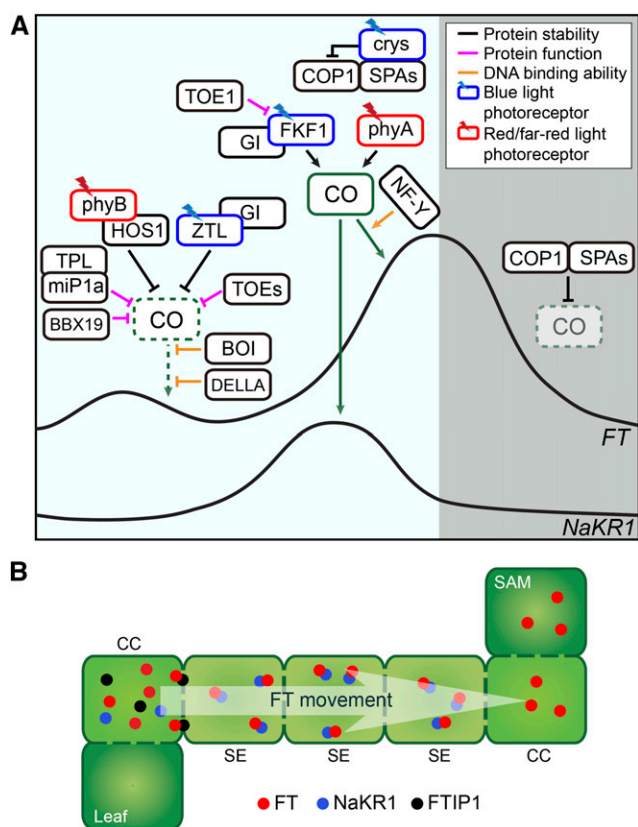 A
crys
COP1 SPAs
TOE1
FKF1
GI
phyA
CO
NF-Y
Protein stability
Protein function
DNA binding ability
Blue light
photoreceptor
Red/far-red light
photoreceptor
phyB
HOS1
ZTL
GI
TPL
miP1a
BBX19
CO
TOEs
BOI
DELLA
COP1 SPAs
CO
FT
NaKR1
B
SAM
CC
FT movement
SE SE SE CC
Leaf
FT NaKR1 FTIP1